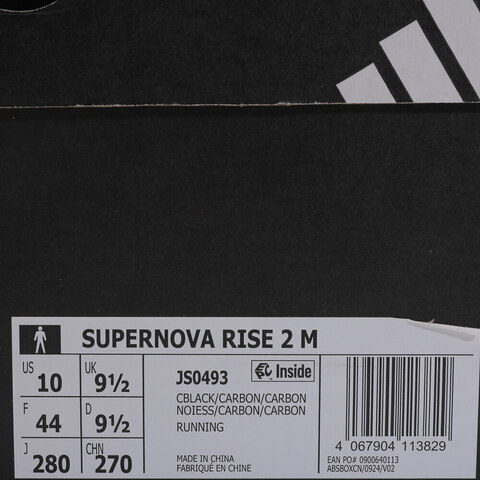 SUPERNOVA RISE 2 M
US 10 UK 9½
F 44 D 9½
J 280 CHN 270
JS0493 Inside
CBLACK/CARBON/CARBON
NOIESS/CARBON/CARBON
RUNNING
MADE IN CHINA
FABRIQUÉ EN CHINE
4 067904 113829
EAN PO# 0900640113
ABSBOXCN/0924/V02